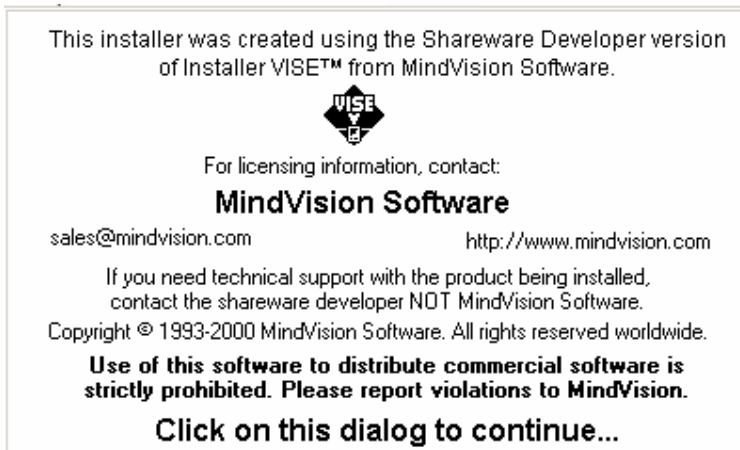 This installer was created using the Shareware Developer version
of Installer VISE™ from MindVision Software.
VISE
For licensing information, contact:
MindVision Software
sales@mindvision.com http://www.mindvision.com
If you need technical support with the product being installed,
contact the shareware developer NOT MindVision Software.
Copyright © 1993-2000 MindVision Software. All rights reserved worldwide.
Use of this software to distribute commercial software is
strictly prohibited. Please report violations to MindVision.
Click on this dialog to continue...